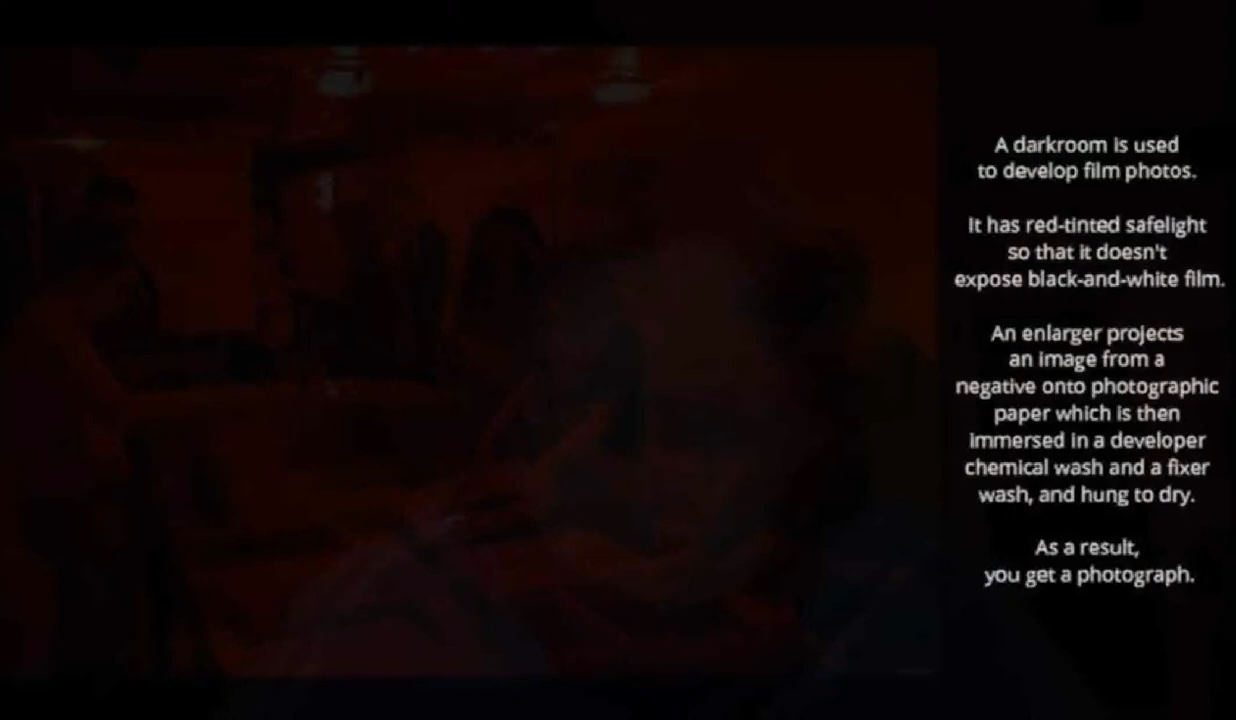 A darkroom is used
to develop film photos.
It has red-tinted safelight
so that it doesn't
expose black-and-white film.
An enlarger projects
an image from a
negative onto photographic
paper which is then
immersed in a developer
chemical wash and a fixer
wash, and hung to dry.
As a result,
you get a photograph.